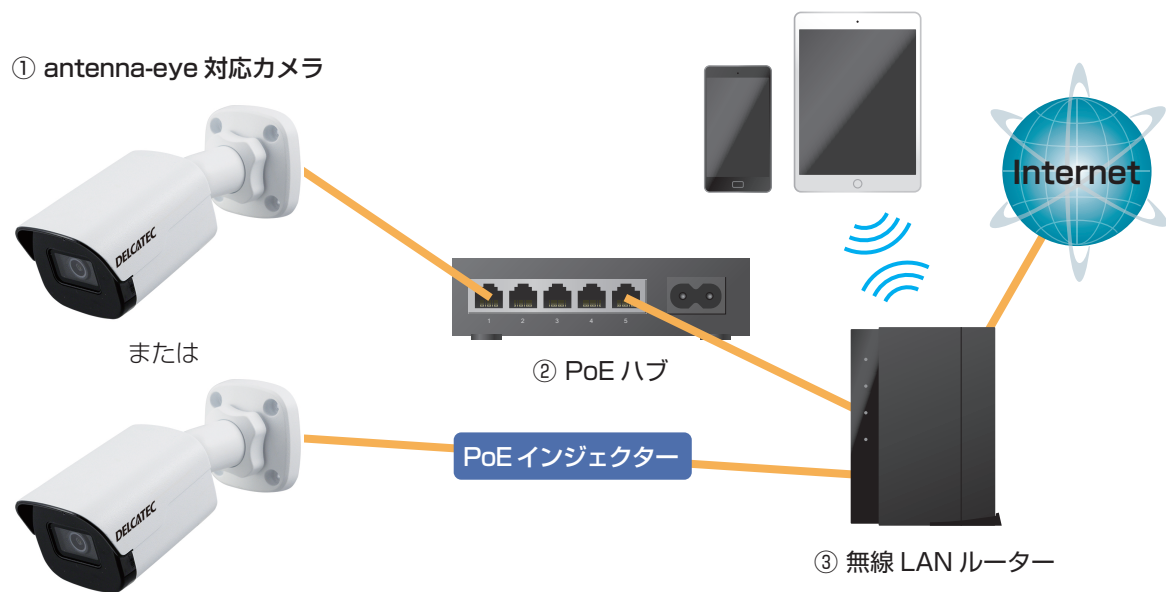 ① antenna-eye 対応カメラ
DELCATEC
または
DELCATEC
1 2 3 4 5
② PoE ハブ
PoE インジェクター
Internet
③ 無線 LAN ルーター